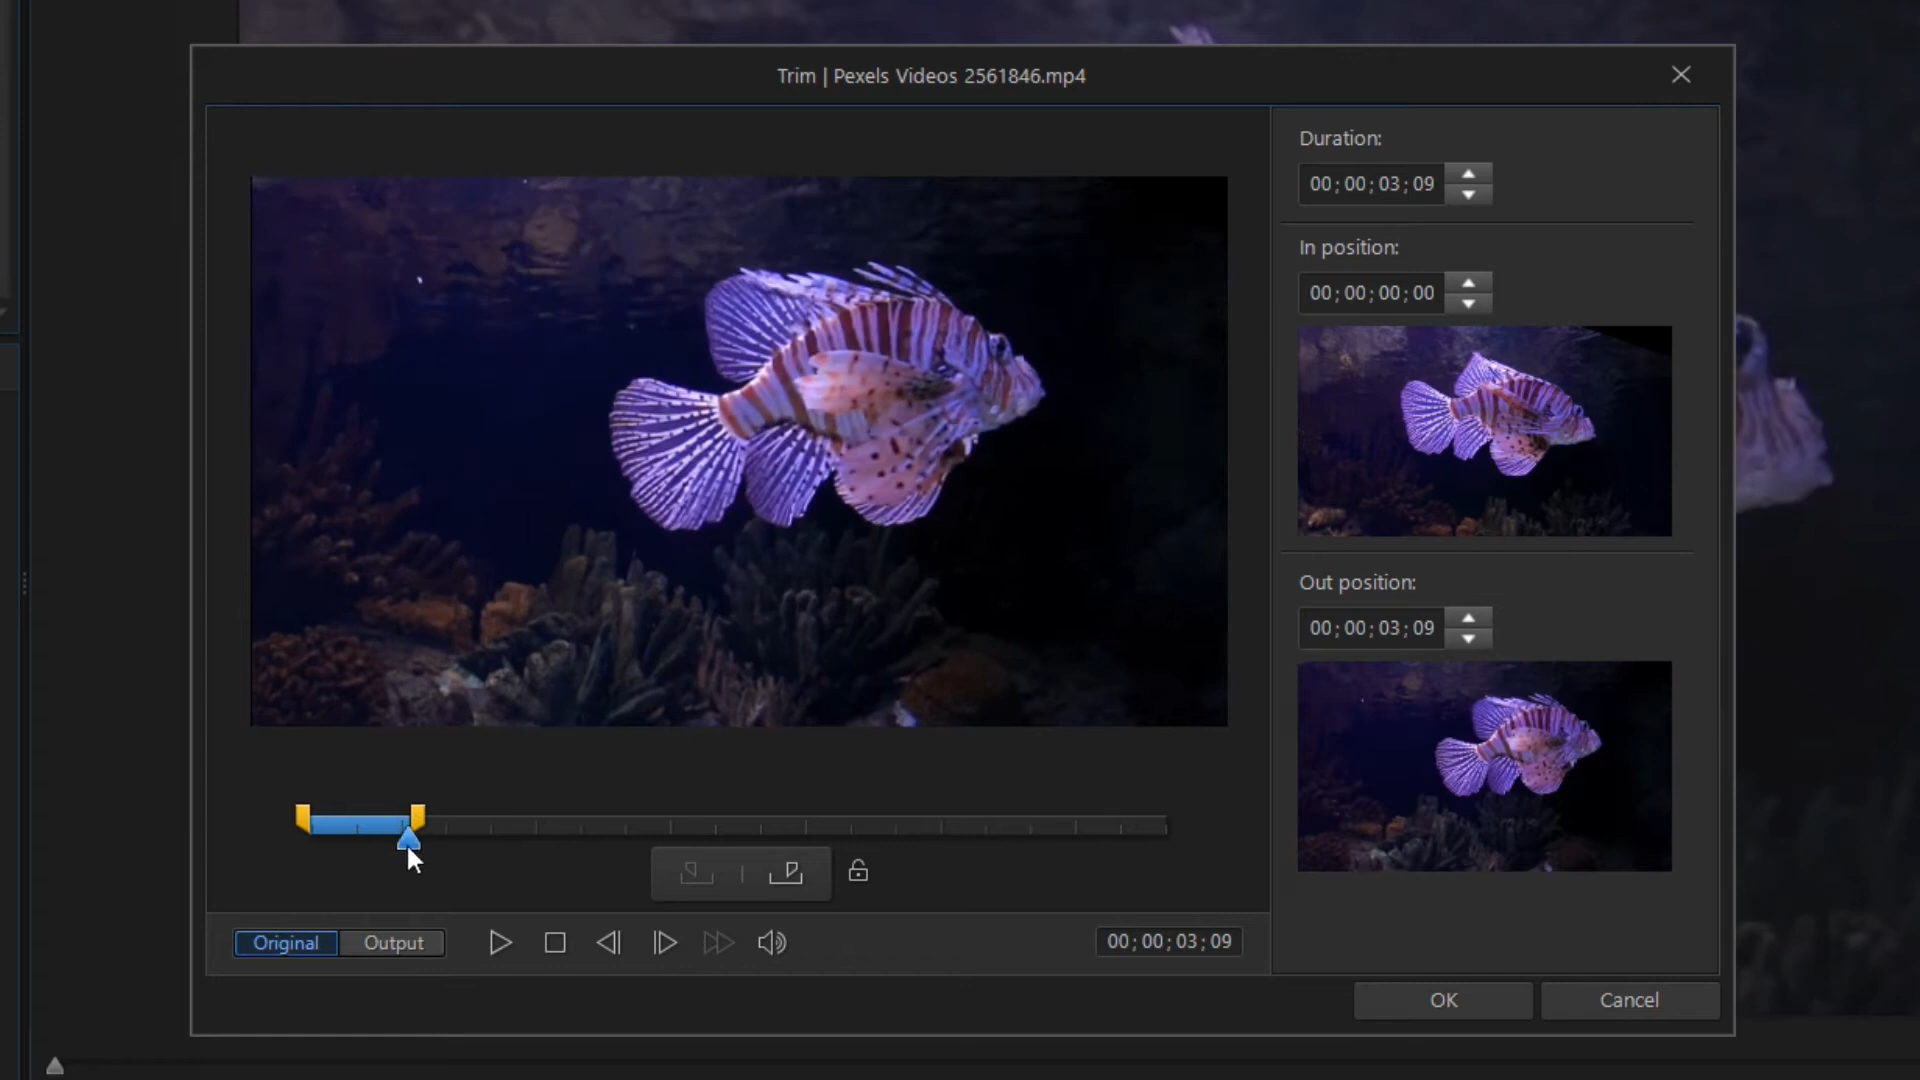 Trim | Pexels Videos 2561846.mp4
Duration:
00;00;03;09
In position:
00;00;00;00
Out position:
00;00;03;09
Original
Output
00;00;03;09
OK
Cancel